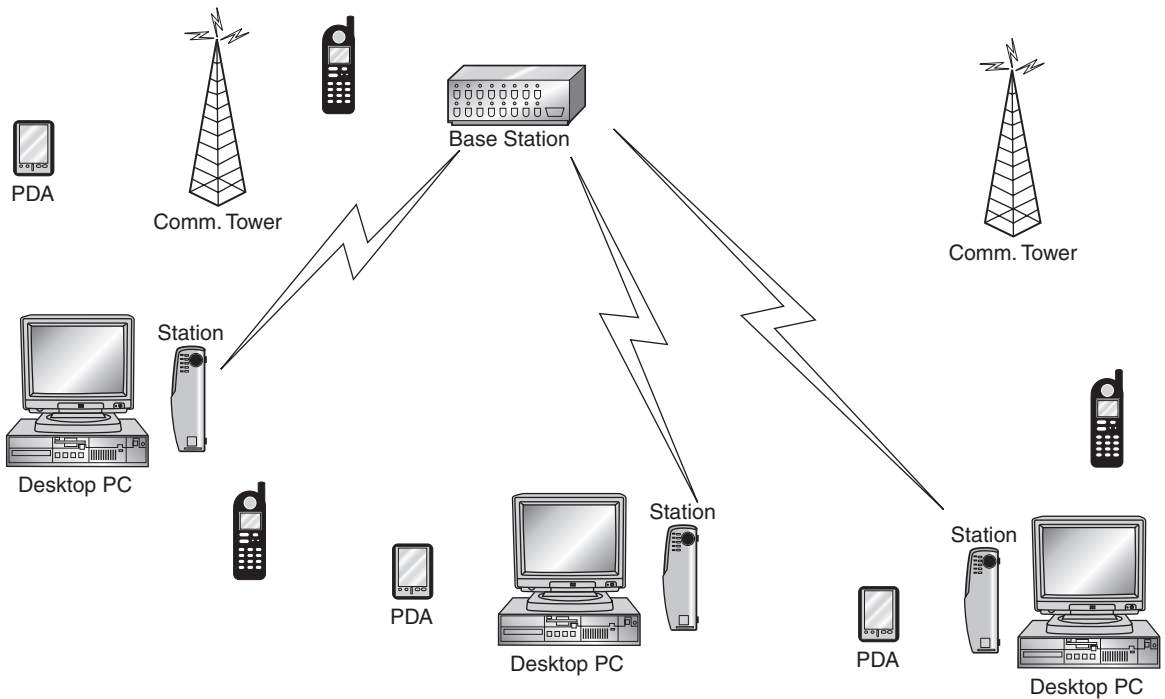 Base Station
PDA
Comm. Tower
Comm. Tower
Station
Desktop PC
Station
Station
PDA
PDA
Desktop PC
Desktop PC